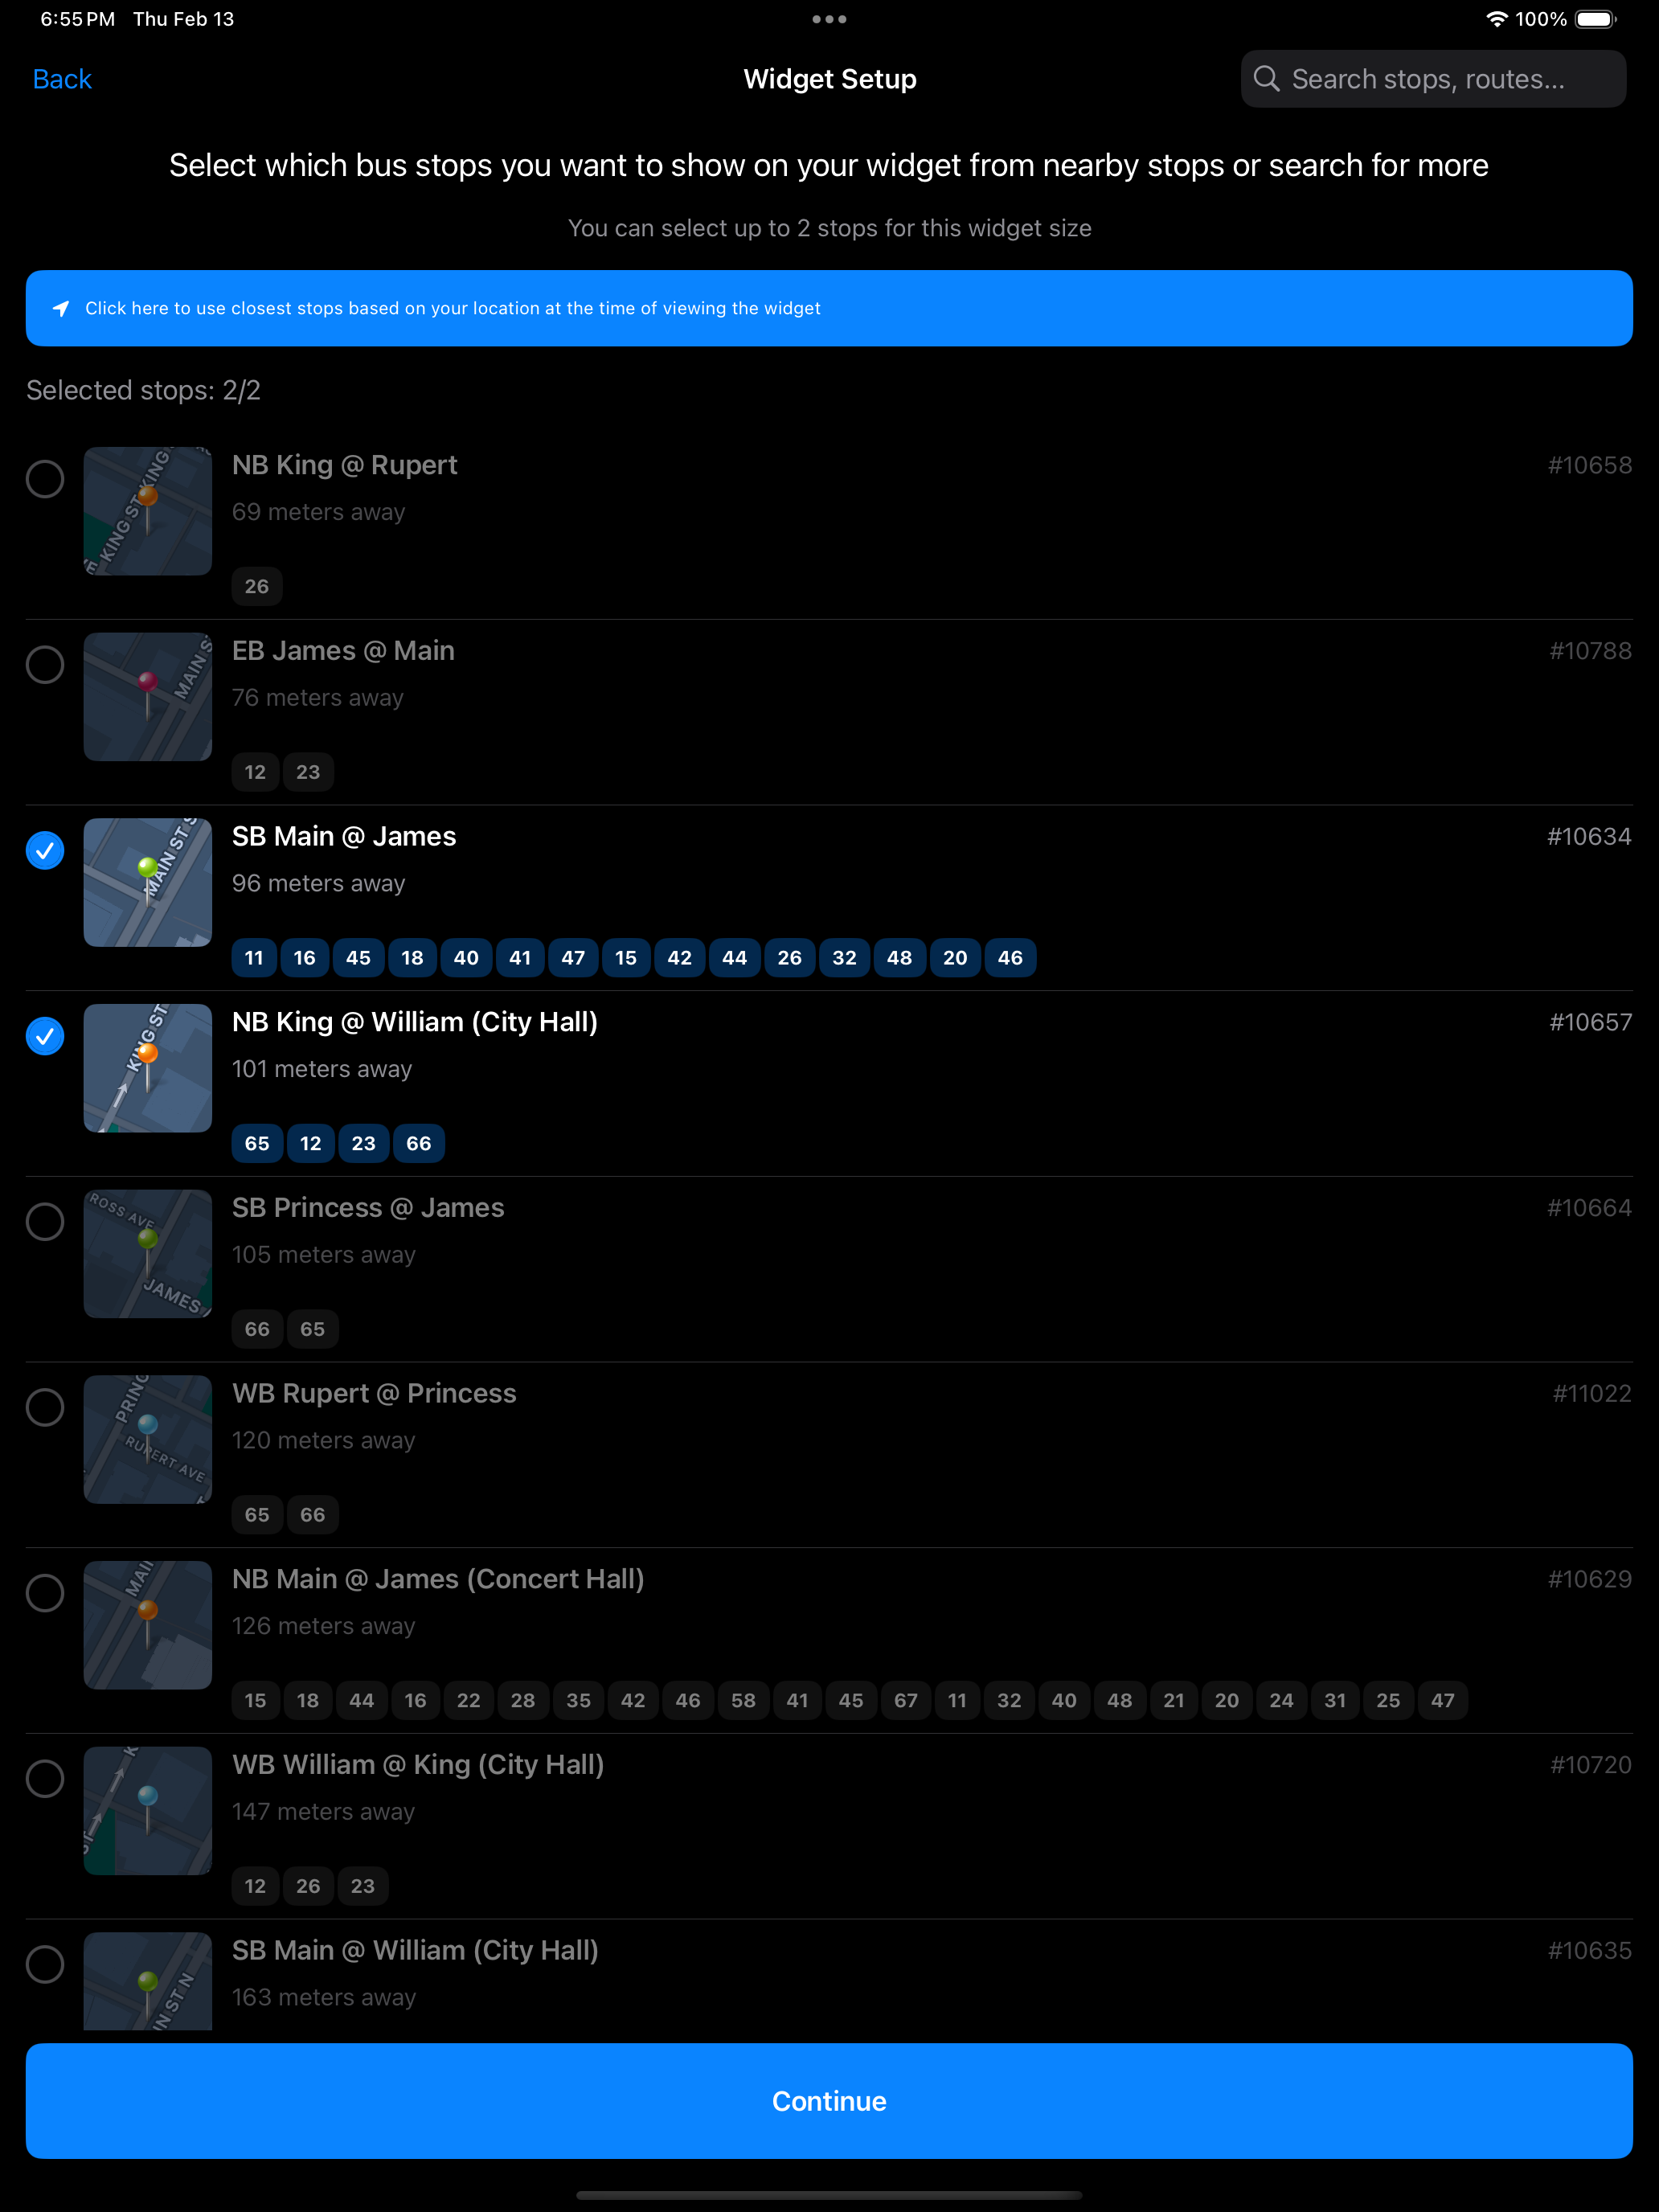 6:55 PM Thu Feb 13
100%
Back
Widget Setup
Search stops, routes...
Select which bus stops you want to show on your widget from nearby stops or search for more
You can select up to 2 stops for this widget size
Click here to use closest stops based on your location at the time of viewing the widget
Selected stops: 2/2
KING ST KING
NB King @ Rupert
#10658
69 meters away
26
MAIN S
EB James @ Main
#10788
76 meters away
12 23
MAIN ST S
SB Main @ James
#10634
96 meters away
11 16 45 18 40 41 47 15 42 44 26 32 48 20 46
KING ST
NB King @ William (City Hall)
#10657
101 meters away
65 12 23 66
ROSS AVE
JAMES
SB Princess @ James
#10664
105 meters away
66 65
PRINC
RUPERT AVE
WB Rupert @ Princess
#11022
120 meters away
65 66
MAIN
NB Main @ James (Concert Hall)
#10629
126 meters away
15 18 44 16 22 28 35 42 46 58 41 45 67 11 32 40 48 21 20 24 31 25 47
WB William @ King (City Hall)
#10720
147 meters away
12 26 23
IN ST N
SB Main @ William (City Hall)
#10635
163 meters away
Continue